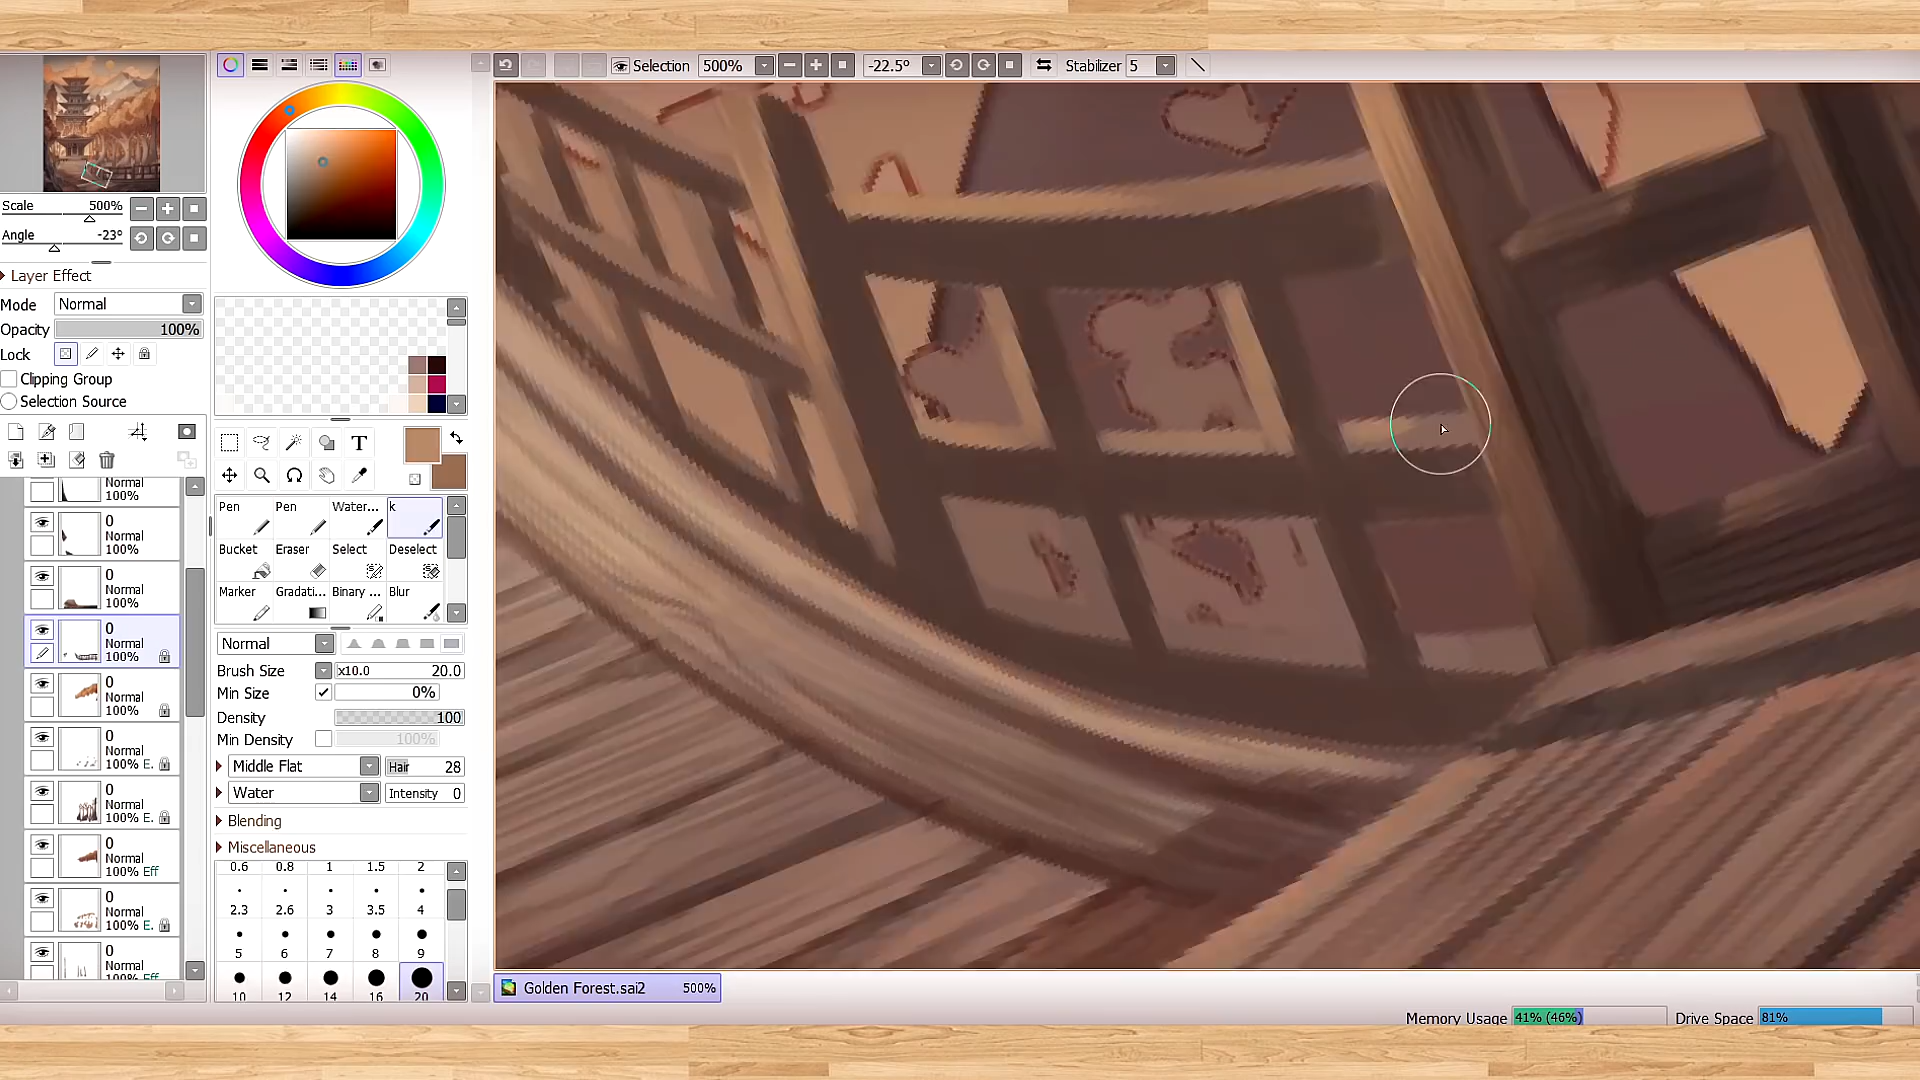 Selection 500% -22.5° Stabilizer 5
Scale 500%
Angle -23°
Layer Effect
Mode Normal
Opacity 100%
Lock
Clipping Group
Selection Source
Normal
100%
0
Normal
100%
0
Normal
100%
0
Normal
100%
0
Normal
100%
0
Normal
100% E.
0
Normal
100% E.
0
Normal
100% Eff
0
Normal
100% E.
0
Normal
100% Eff
T
Pen Pen Water... k
Bucket Eraser Select Deselect
Marker Gradati... Binary ... Blur
Normal
Brush Size x10.0 20.0
Min Size 0%
Density 100
Min Density 100%
Middle Flat Hair 28
Water Intensity 0
Blending
Miscellaneous
0.6 0.8 1 1.5 2
2.3 2.6 3 3.5 4
5 6 7 8 9
10 12 14 16 20
Golden Forest.sai2 500%
Memory Usage 41% (46%) Drive Space 81%